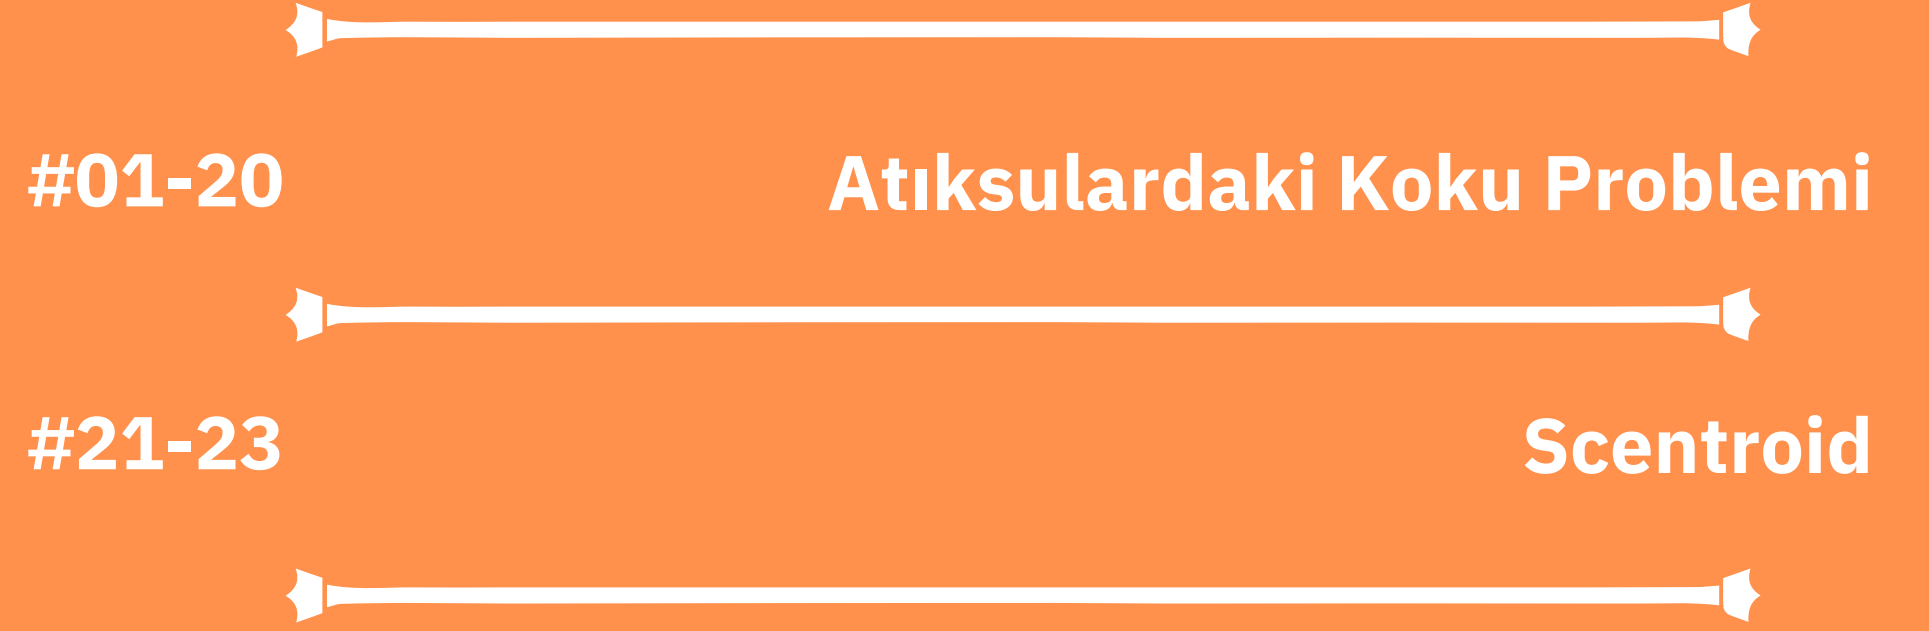 #01-20 Atıksulardaki Koku Problemi
#21-23 Scentroid